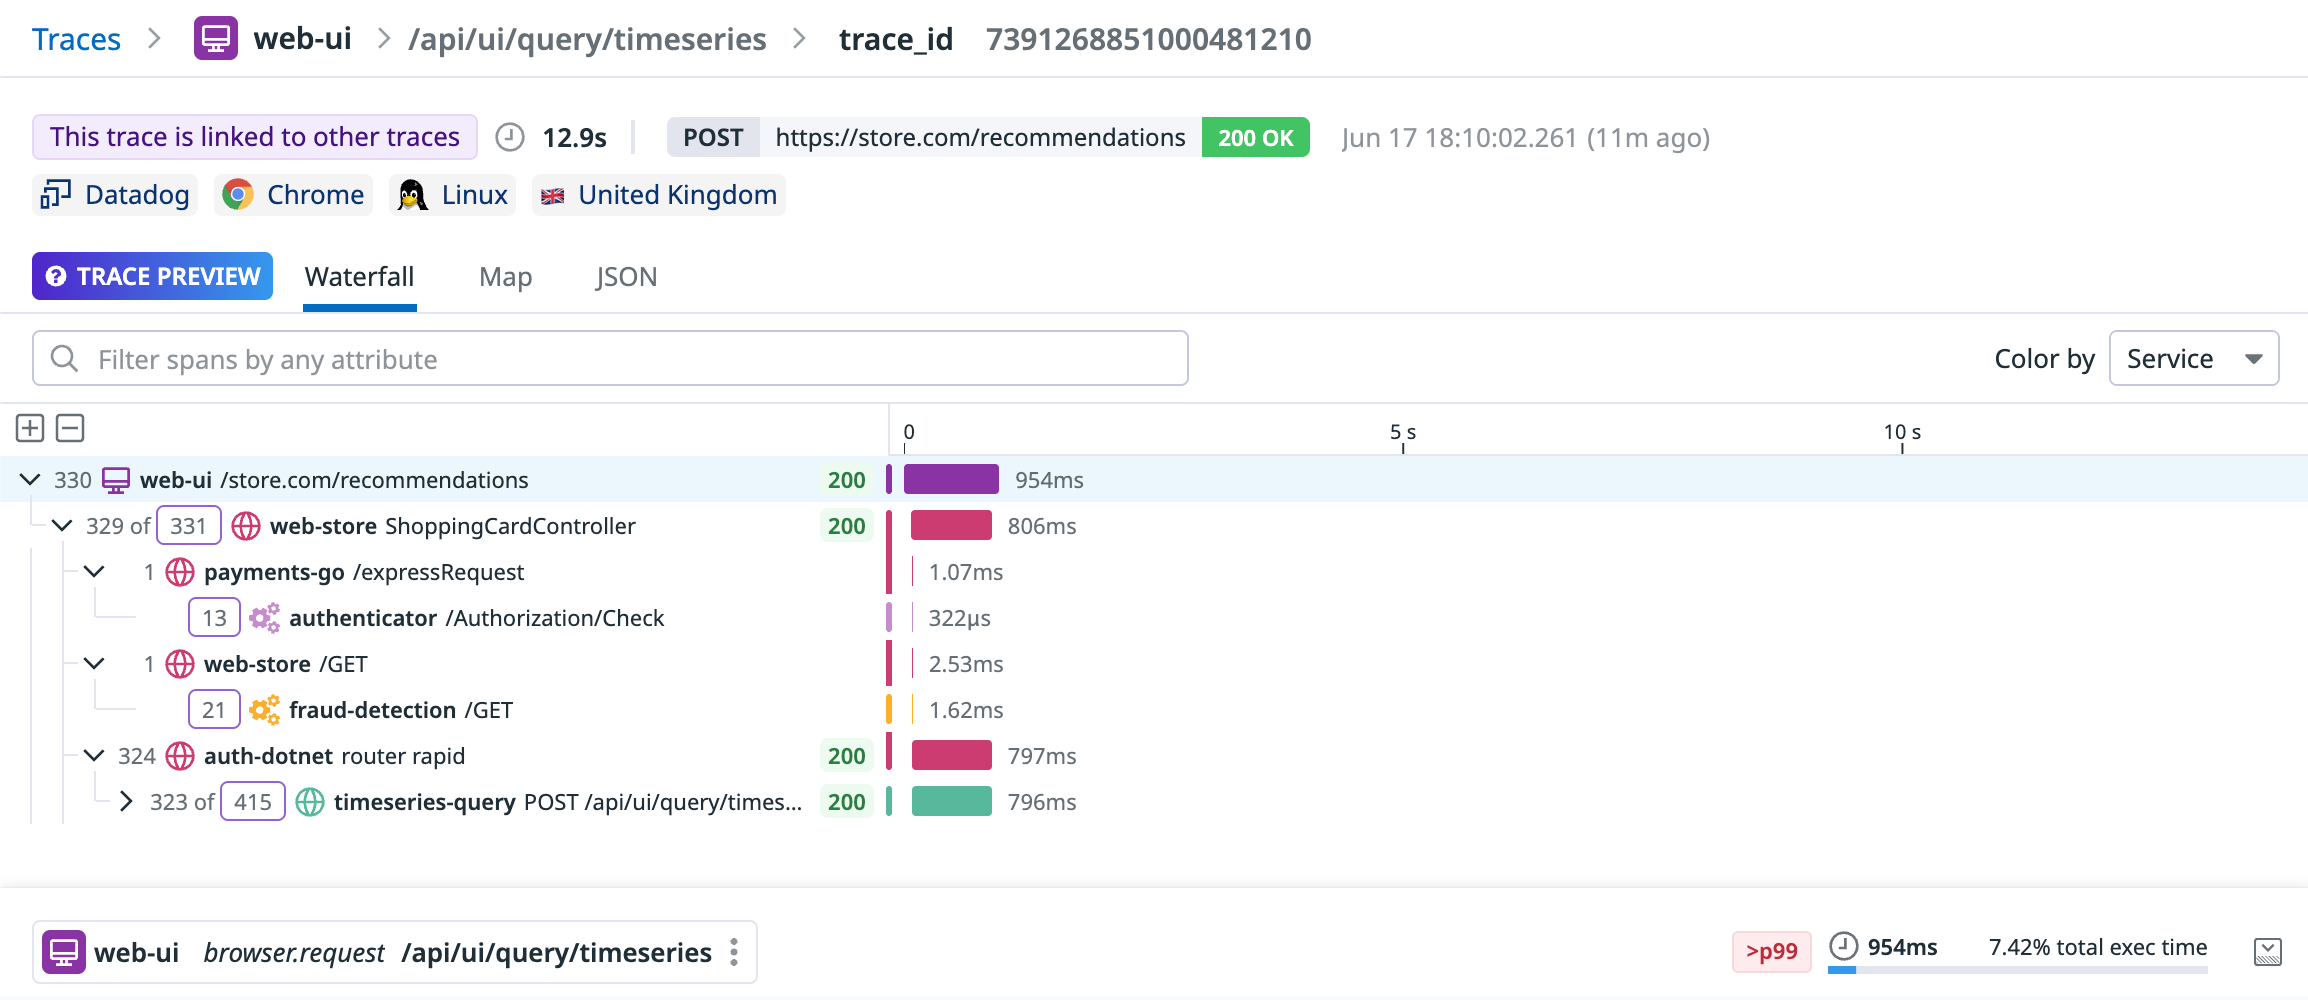 Traces > web-ui > /api/ui/query/timeseries > trace_id 7391268851000481210
This trace is linked to other traces 12.9s POST https://store.com/recommendations 200 OK Jun 17 18:10:02.261 (11m ago)
Datadog Chrome Linux United Kingdom
TRACE PREVIEW Waterfall Map JSON
Filter spans by any attribute Color by Service
0 5 s 10 s
330 web-ui /store.com/recommendations 200 954ms
329 of 331 web-store ShoppingCardController 200 806ms
1 payments-go /expressRequest 1.07ms
13 authenticator /Authorization/Check 322µs
1 web-store /GET 2.53ms
21 fraud-detection /GET 1.62ms
324 auth-dotnet router rapid 200 797ms
323 of 415 timeseries-query POST /api/ui/query/times... 200 796ms
web-ui browser.request /api/ui/query/timeseries >p99 954ms 7.42% total exec time